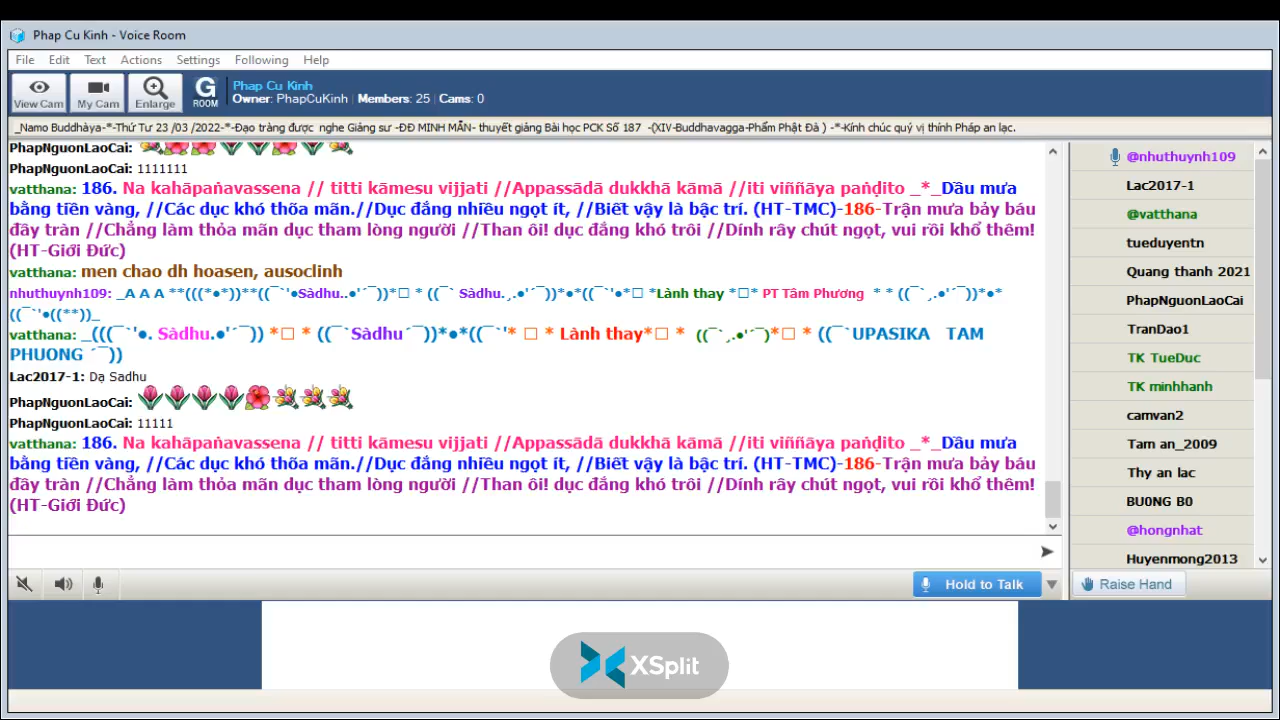 Phap Cu Kinh - Voice Room
File Edit Text Actions Settings Following Help
View Cam My Cam Enlarge G ROOM
Phap Cu Kinh
Owner: PhapCuKinh | Members: 25 | Cams: 0
_Namo Buddhàya-*-Thứ Tư 23 /03 /2022-*-Đạo tràng được nghe Giảng sư -ĐĐ MINH MẪN- thuyết giảng Bài học PCK Số 187 -(XIV-Buddhavagga-Phẩm Phật Đà ) -*-Kính chúc quý vị thính Pháp an lạc.
PhapNguonLaoCai:
PhapNguonLaoCai: 1111111
vatthana: 186. Na kahāpaṇavassena // titti kāmesu vijjati //Appassādā dukkhā kāmā //iti viññāya paṇḍito _*_Dầu mưa
bằng tiền vàng, //Các dục khó thõa mãn.//Dục đắng nhiều ngọt ít, //Biết vậy là bậc trí. (HT-TMC)-186-Trận mưa bảy báu
đầy tràn //Chẳng làm thỏa mãn dục tham lòng người //Than ôi! dục đắng khó trôi //Dính rây chút ngọt, vui rồi khổ thêm!
(HT-Giới Đức)
vatthana: men chao dh hoasen, ausoclinh
nhuthuynh109: _A A A **(((*●*))**((¯`'●Sàdhu..●'´¯))*□ * ((¯` Sàdhu.¸.●'´¯))*●*((¯`'●*□ *Lành thay *□* PT Tâm Phương * * ((¯`¸.●'´¯))*●*
((¯`'●((**))_
vatthana: _(((¯`'●. Sàdhu.●'´¯)) *□ * ((¯`Sàdhu´¯))*●*((¯`'* □ * Lành thay*□ * ((¯´¸.●'´¯)*□ * ((¯`UPASIKA TAM
PHUONG ´¯))
Lac2017-1: Dạ Sadhu
PhapNguonLaoCai:
PhapNguonLaoCai: 11111
vatthana: 186. Na kahāpaṇavassena // titti kāmesu vijjati //Appassādā dukkhā kāmā //iti viññāya paṇḍito _*_Dầu mưa
bằng tiền vàng, //Các dục khó thõa mãn.//Dục đắng nhiều ngọt ít, //Biết vậy là bậc trí. (HT-TMC)-186-Trận mưa bảy báu
đầy tràn //Chẳng làm thỏa mãn dục tham lòng người //Than ôi! dục đắng khó trôi //Dính rây chút ngọt, vui rồi khổ thêm!
(HT-Giới Đức)
@nhuthuynh109
Lac2017-1
@vatthana
tueduyentn
Quang thanh 2021
PhapNguonLaoCai
TranDao1
TK TueDuc
TK minhhanh
camvan2
Tam an_2009
Thy an lac
BU0NG B0
@hongnhat
Huyenmong2013
Hold to Talk
Raise Hand
XSplit